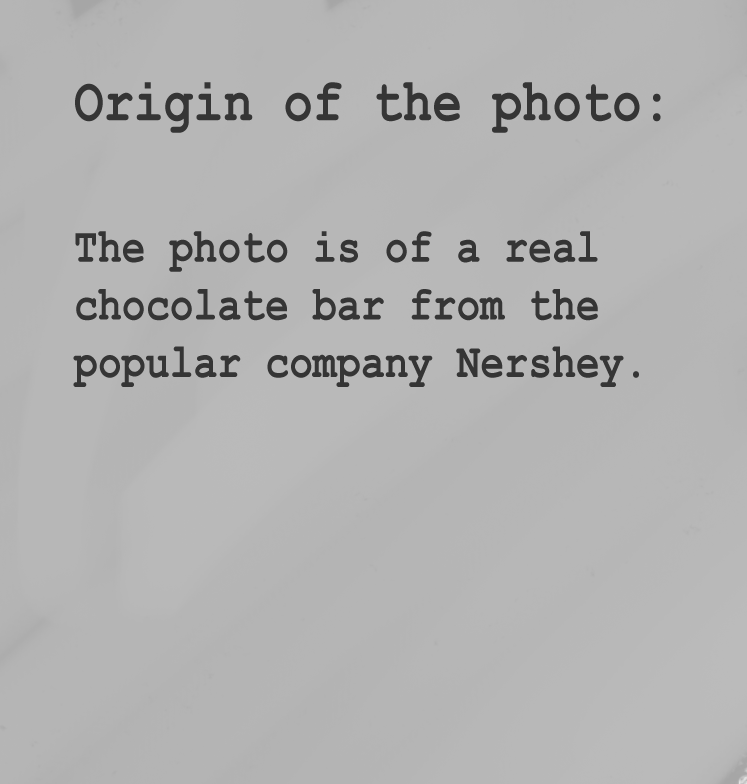 Origin of the photo:
The photo is of a real
chocolate bar from the
popular company Nershey.